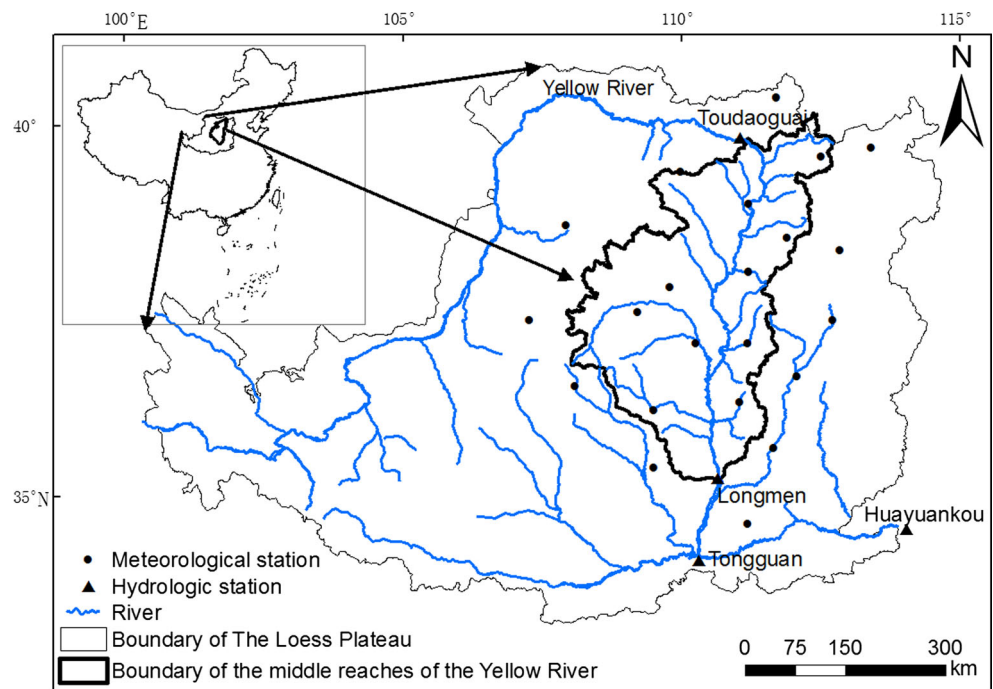 100°E 105° 110° 115°
N
Yellow River
40°
Toudaoguai
35°N
Longmen
Huayuankou
Tongguan
Meteorological station
Hydrologic station
River
Boundary of The Loess Plateau
Boundary of the middle reaches of the Yellow River
0 75 150 300
km